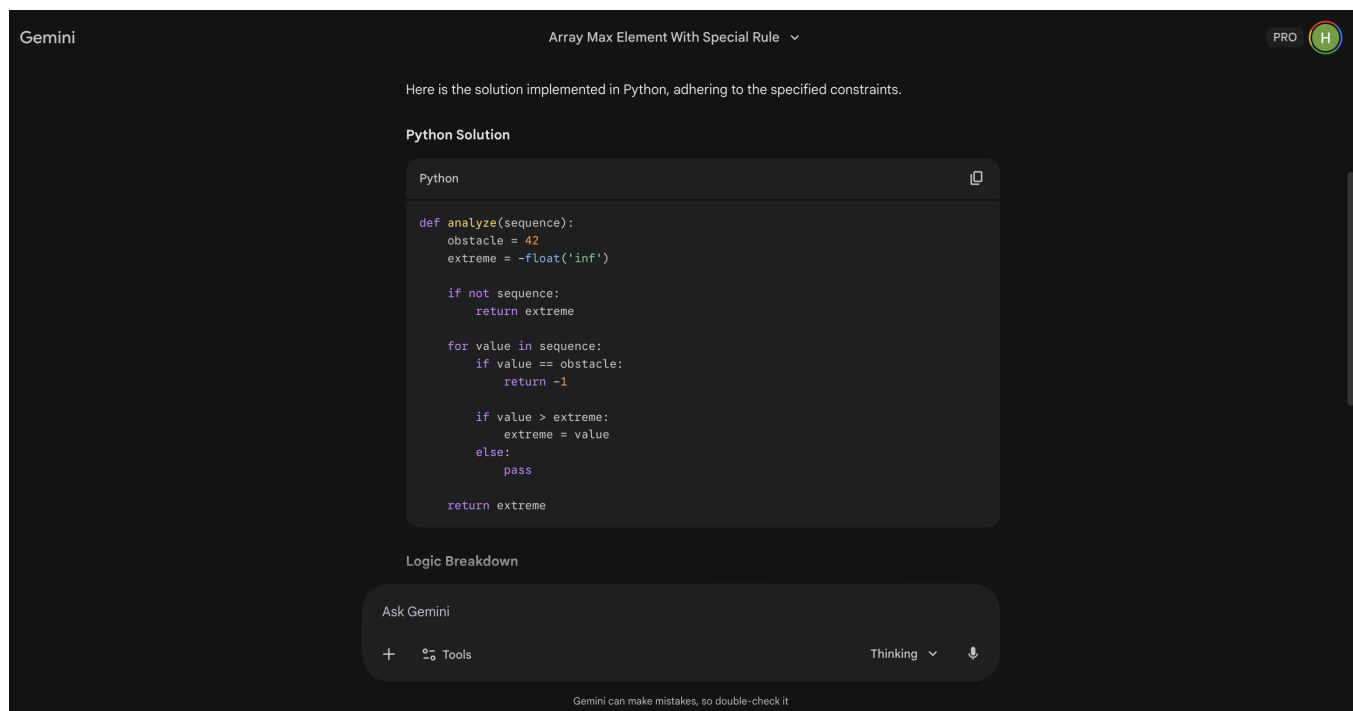 Gemini
Array Max Element With Special Rule
PRO
H
Here is the solution implemented in Python, adhering to the specified constraints.
Python Solution
Python
def analyze(sequence):
    obstacle = 42
    extreme = -float('inf')

    if not sequence:
        return extreme

    for value in sequence:
        if value == obstacle:
            return -1

        if value > extreme:
            extreme = value
        else:
            pass

    return extreme
Logic Breakdown
Ask Gemini
Tools
Thinking
Gemini can make mistakes, so double-check it